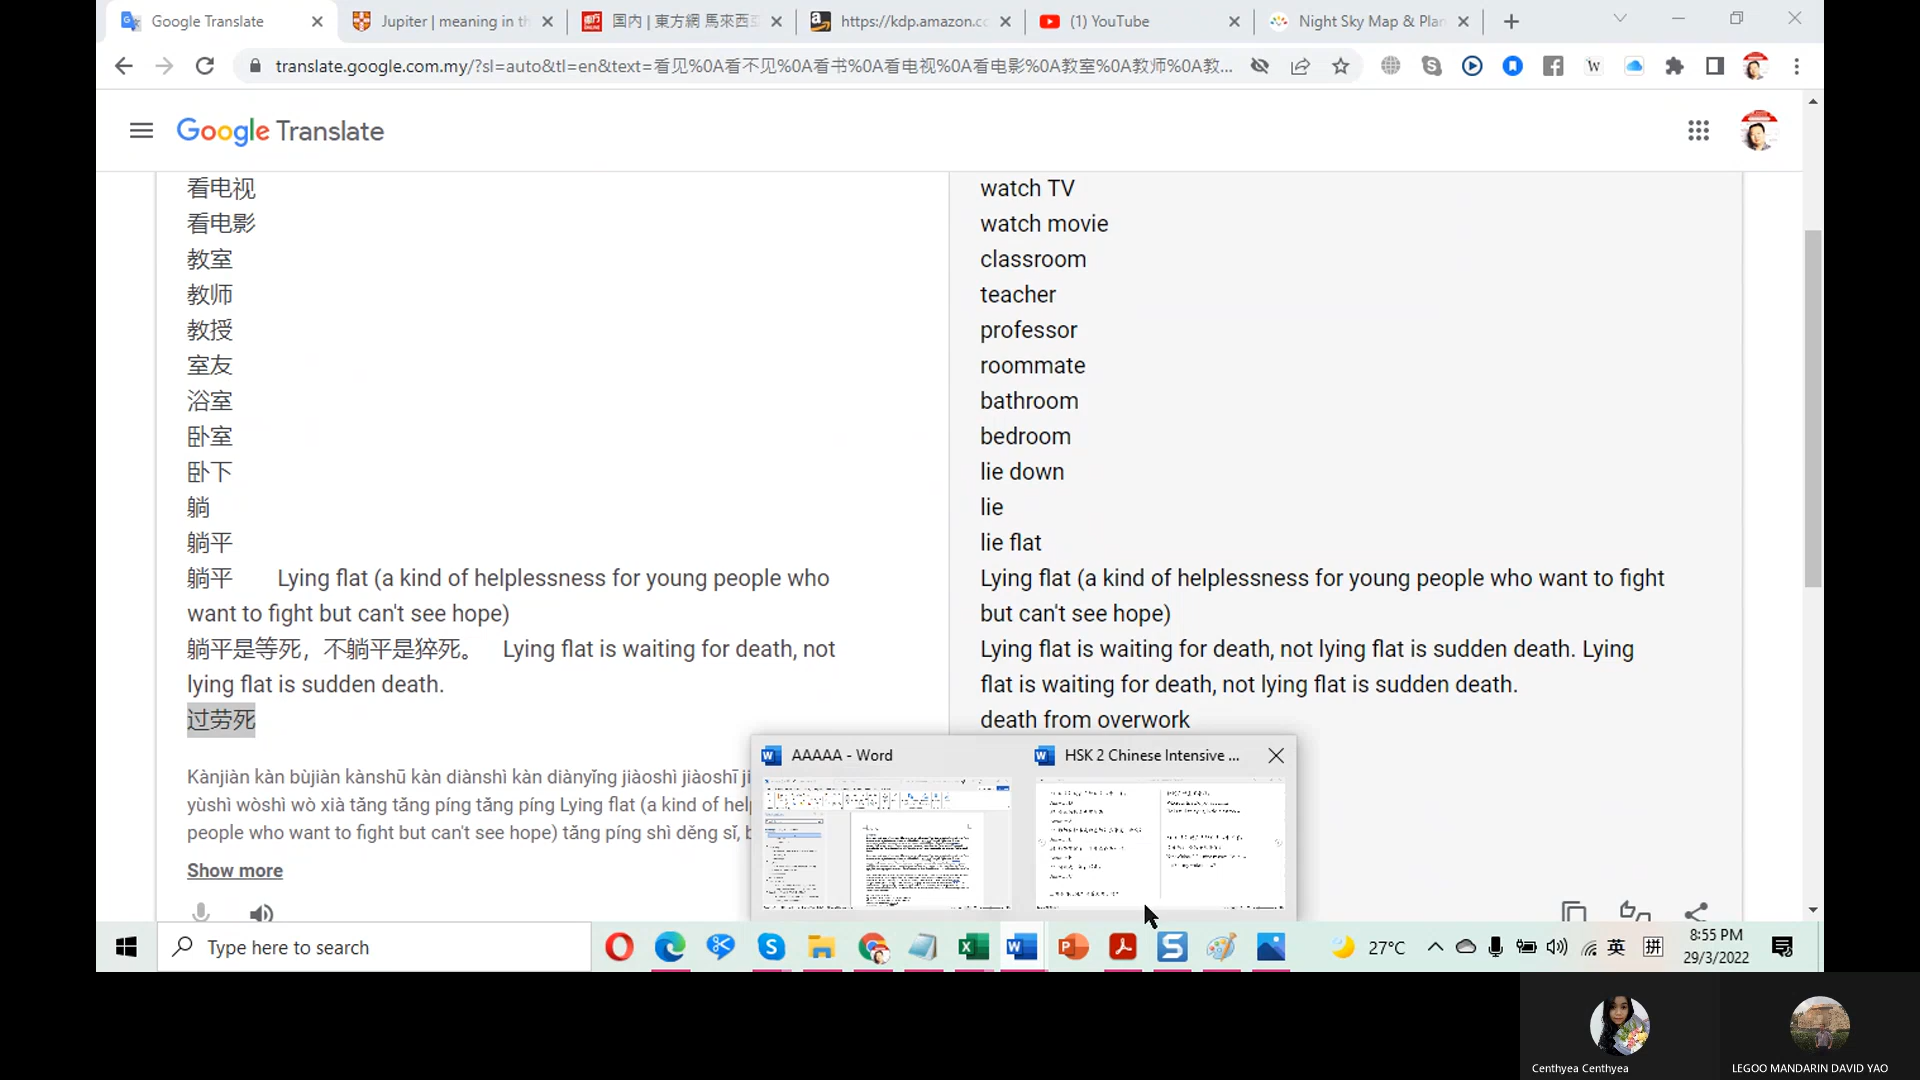 Google Translate
Jupiter | meaning in th
国内 | 東方網 馬來西亞
https://kdp.amazon.co
(1) YouTube
Night Sky Map & Plan
translate.google.com.my/?sl=auto&tl=en&text=看见%0A看不见%0A看书%0A看电视%0A看电影%0A教室%0A教师%0A教...
Google Translate
看电视
watch TV
看电影
watch movie
教室
classroom
教师
teacher
教授
professor
室友
roommate
浴室
bathroom
卧室
bedroom
卧下
lie down
躺
lie
躺平
lie flat
躺平 Lying flat (a kind of helplessness for young people who
want to fight but can't see hope)
Lying flat (a kind of helplessness for young people who want to fight
but can't see hope)
躺平是等死，不躺平是猝死。 Lying flat is waiting for death, not
lying flat is sudden death.
Lying flat is waiting for death, not lying flat is sudden death. Lying
flat is waiting for death, not lying flat is sudden death.
过劳死
death from overwork
Kànjiàn kàn bùjiàn kànshū kàn diànshì kàn diànyǐng jiàoshì jiàoshī ji
yùshì wòshì wò xià tǎng tǎng píng tǎng píng Lying flat (a kind of hel
people who want to fight but can't see hope) tǎng píng shì děng sǐ, b
Show more
AAAAA - Word
HSK 2 Chinese Intensive ...
Type here to search
27°C
英
拼
8:55 PM
29/3/2022
Centhyea Centhyea
LEGOO MANDARIN DAVID YAO